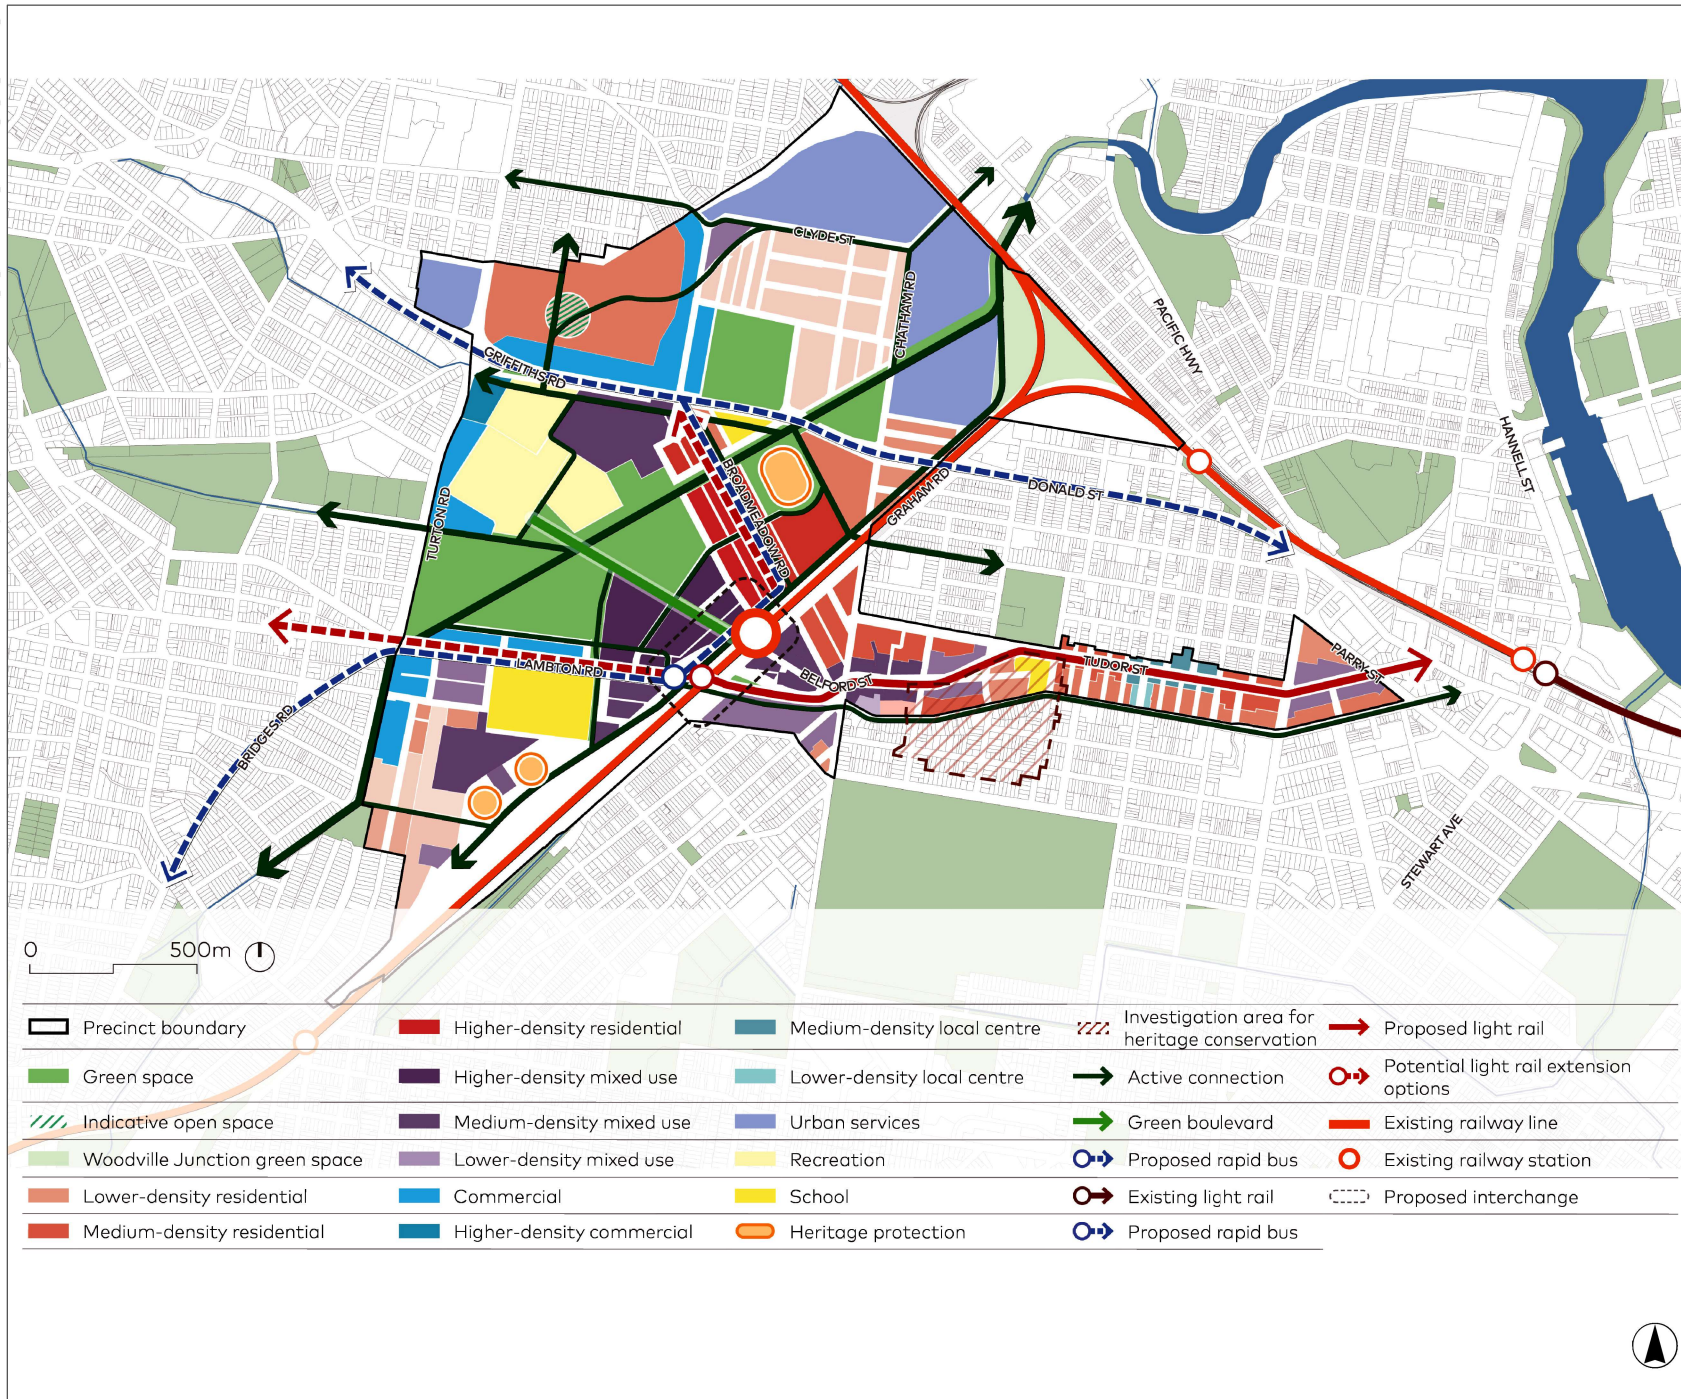 CLYDE ST
CHATHAM RD
PACIFIC HWY
GRIFFITHS RD
HANNELL ST
BROADMEADOW RD
GRAHAM RD
DONALD ST
TURTON RD
LAMBTON RD
BELFORD ST
TUDOR ST
PARRY ST
BRIDGES RD
STEWART AVE
0 500m
Precinct boundary
Green space
Indicative open space
Woodville Junction green space
Lower-density residential
Medium-density residential
Higher-density residential
Higher-density mixed use
Medium-density mixed use
Lower-density mixed use
Commercial
Higher-density commercial
Medium-density local centre
Lower-density local centre
Urban services
Recreation
School
Heritage protection
Investigation area for
heritage conservation
Active connection
Green boulevard
Proposed rapid bus
Existing light rail
Proposed rapid bus
Proposed light rail
Potential light rail extension
options
Existing railway line
Existing railway station
Proposed interchange